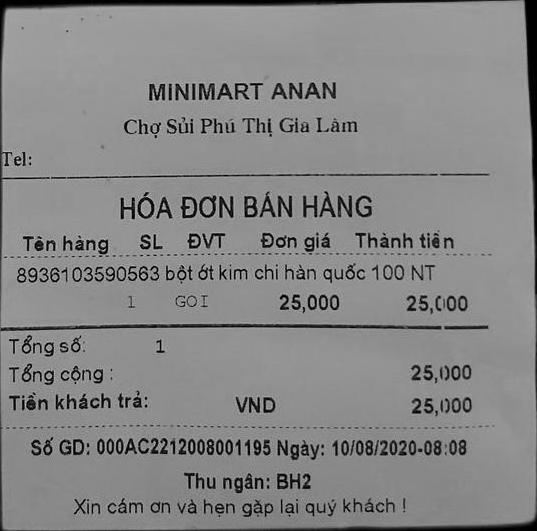 MINIMART ANAN
Chợ Sủi Phú Thị Gia Lâm
Tel:
HÓA ĐƠN BÁN HÀNG
Tên hàng SL ĐVT Đơn giá Thành tiền
8936103590563 bột ớt kim chi hàn quốc 100 NT
1 GOI 25,000 25,000
Tổng số: 1
Tổng cộng : 25,000
Tiền khách trả: VND 25,000
Số GD: 000AC2212008001195 Ngày: 10/08/2020-08:08
Thu ngân: BH2
Xin cám ơn và hẹn gặp lại quý khách !